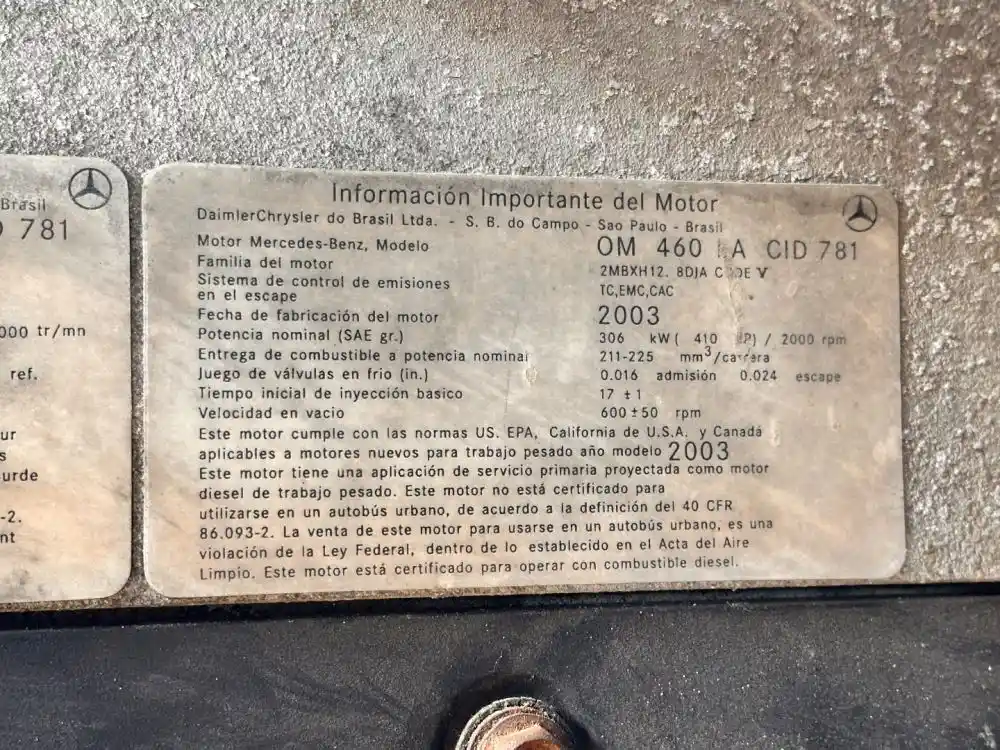 Brasil
781
000 tr/mn
ref.
ur
s
urde
-2.
nt
Información Importante del Motor
DaimlerChrysler do Brasil Ltda. - S. B. do Campo - Sao Paulo - Brasil
Motor Mercedes-Benz, Modelo OM 460 LA CID 781
Familia del motor 2MBXH12. 8DJA CODE V
Sistema de control de emisiones TC,EMC,CAC
en el escape
Fecha de fabricación del motor 2003
Potencia nominal (SAE gr.) 306 kW ( 410 HP) / 2000 rpm
Entrega de combustible a potencia nominal 211-225 mm³/carrera
Juego de válvulas en frio (in.) 0.016 admisión 0.024 escape
Tiempo inicial de inyección basico 17 ±1
Velocidad en vacio 600±50 rpm
Este motor cumple con las normas US. EPA, California de U.S.A. y Canadá
aplicables a motores nuevos para trabajo pesado año modelo 2003
Este motor tiene una aplicación de servicio primaria proyectada como motor
diesel de trabajo pesado. Este motor no está certificado para
utilizarse en un autobús urbano, de acuerdo a la definición del 40 CFR
86.093-2. La venta de este motor para usarse en un autobús urbano, es una
violación de la Ley Federal, dentro de lo establecido en el Acta del Aire
Limpio. Este motor está certificado para operar con combustible diesel.